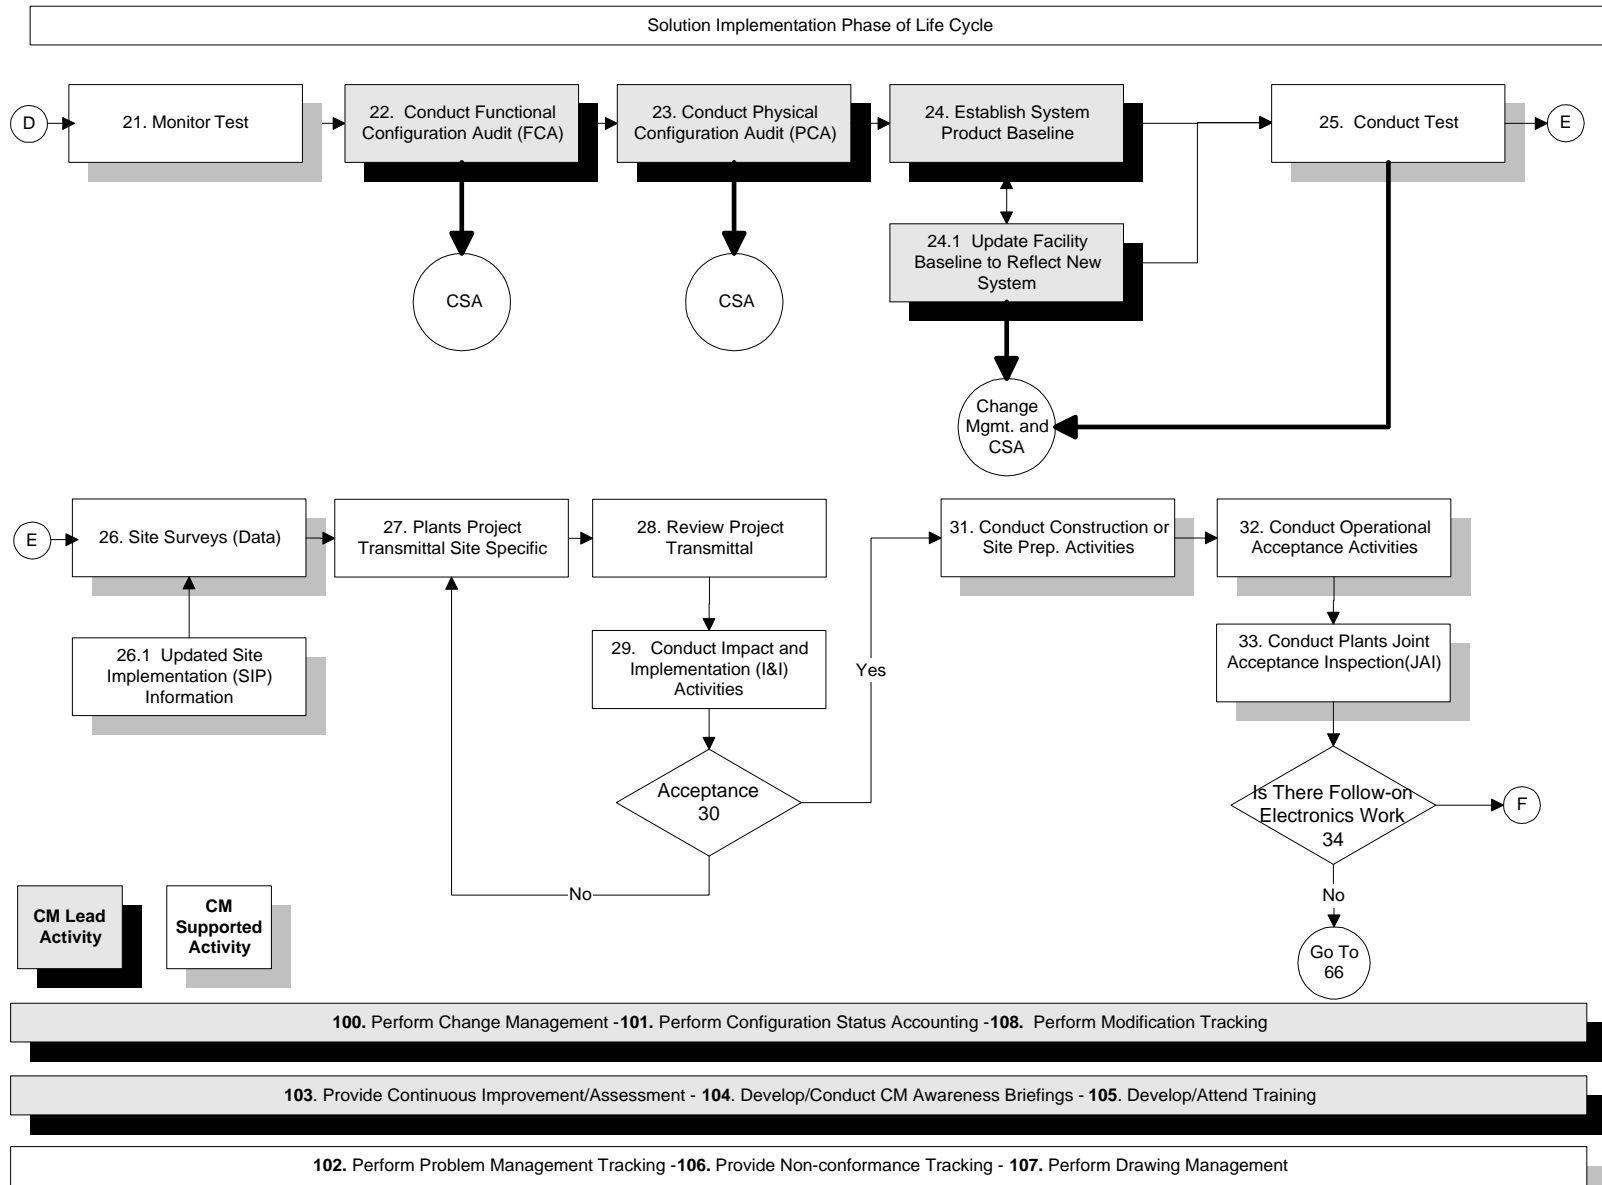 Solution Implementation Phase of Life Cycle
D
21. Monitor Test
22. Conduct Functional
Configuration Audit (FCA)
23. Conduct Physical
Configuration Audit (PCA)
24. Establish System
Product Baseline
25. Conduct Test
E
CSA
CSA
24.1 Update Facility
Baseline to Reflect New
System
Change
Mgmt. and
CSA
E
26. Site Surveys (Data)
27. Plants Project
Transmittal Site Specific
28. Review Project
Transmittal
31. Conduct Construction or
Site Prep. Activities
32. Conduct Operational
Acceptance Activities
26.1 Updated Site
Implementation (SIP)
Information
29. Conduct Impact and
Implementation (I&I)
Activities
Yes
33. Conduct Plants Joint
Acceptance Inspection(JAI)
Acceptance
30
Is There Follow-on
Electronics Work
34
F
No
No
Go To
66
CM Lead
Activity
CM
Supported
Activity
100. Perform Change Management -101. Perform Configuration Status Accounting -108. Perform Modification Tracking
103. Provide Continuous Improvement/Assessment - 104. Develop/Conduct CM Awareness Briefings - 105. Develop/Attend Training
102. Perform Problem Management Tracking -106. Provide Non-conformance Tracking - 107. Perform Drawing Management